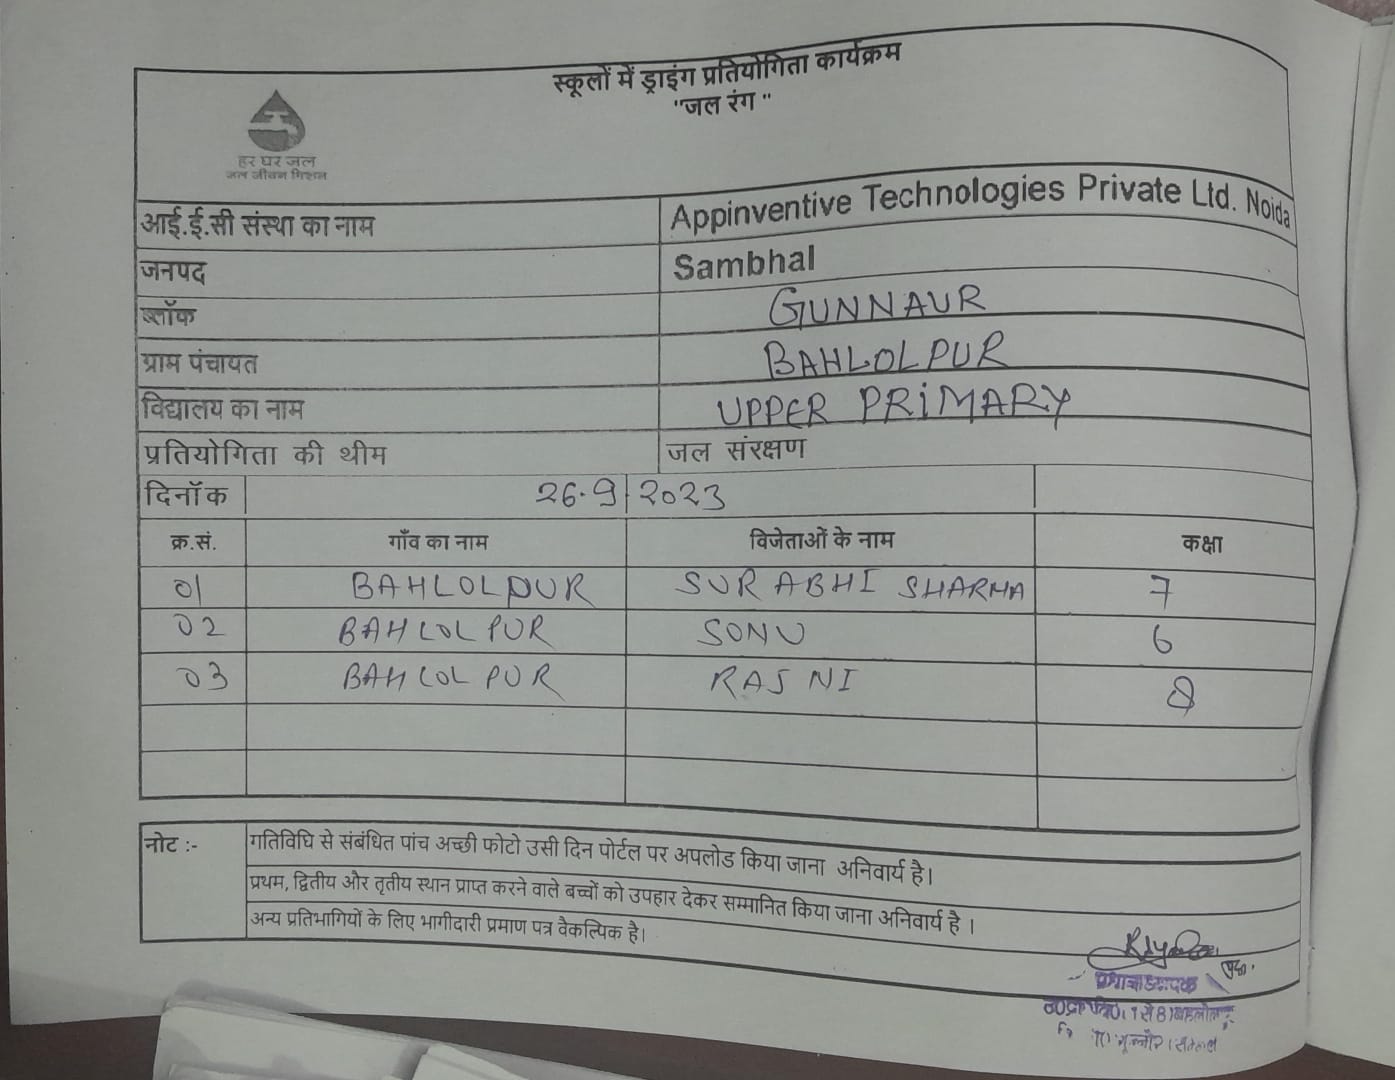 स्कूलों में ड्राइंग प्रतियोगिता कार्यक्रम
"जल रंग "
हर घर जल
जल जीवन मिशन
आई.ई.सी संस्था का नाम Appinventive Technologies Private Ltd. Noida
जनपद Sambhal
ब्लॉक GUNNAUR
ग्राम पंचायत BAHLOLPUR
विद्यालय का नाम UPPER PRIMARY
प्रतियोगिता की थीम जल संरक्षण
दिनॉक 26.9 2023
क्र.सं. गाँव का नाम विजेताओं के नाम कक्षा
01 BAHLOLPUR SURABHI SHARMA 7
02 BAHLOLPUR SONU 6
03 BAHLOLPUR RAJNI 8
नोट :- गतिविधि से संबंधित पांच अच्छी फोटो उसी दिन पोर्टल पर अपलोड किया जाना अनिवार्य है।
प्रथम, द्वितीय और तृतीय स्थान प्राप्त करने वाले बच्चों को उपहार देकर सम्मानित किया जाना अनिवार्य है ।
अन्य प्रतिभागियों के लिए भागीदारी प्रमाण पत्र वैकल्पिक है।